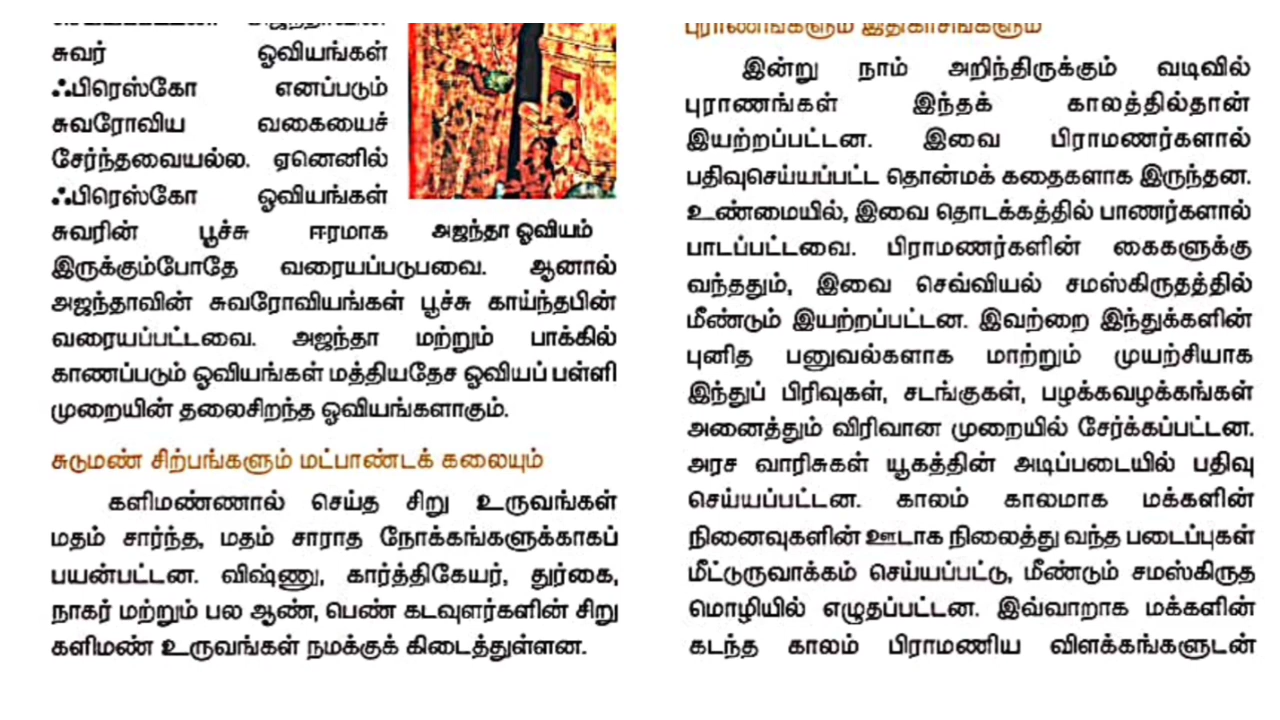 சுவர் ஓவியங்கள்
ஃபிரெஸ்கோ எனப்படும்
சுவரோவிய வகையைச்
சேர்ந்தவையல்ல. ஏனெனில்
ஃபிரெஸ்கோ ஓவியங்கள்
சுவரின் பூச்சு ஈரமாக
அஜந்தா ஓவியம்
இருக்கும்போதே வரையப்படுபவை. ஆனால்
அஜந்தாவின் சுவரோவியங்கள் பூச்சு காய்ந்தபின்
வரையப்பட்டவை. அஜந்தா மற்றும் பாக்கில்
காணப்படும் ஓவியங்கள் மத்தியதேச ஓவியப் பள்ளி
முறையின் தலைசிறந்த ஓவியங்களாகும்.
சுடுமண் சிற்பங்களும் மட்பாண்டக் கலையும்
களிமண்ணால் செய்த சிறு உருவங்கள்
மதம் சார்ந்த, மதம் சாராத நோக்கங்களுக்காகப்
பயன்பட்டன. விஷ்ணு, கார்த்திகேயர், துர்கை,
நாகர் மற்றும் பல ஆண், பெண் கடவுளர்களின் சிறு
களிமண் உருவங்கள் நமக்குக் கிடைத்துள்ளன.
புராணங்களும் இதிகாசங்களும்
இன்று நாம் அறிந்திருக்கும் வடிவில்
புராணங்கள் இந்தக் காலத்தில்தான்
இயற்றப்பட்டன. இவை பிராமணர்களால்
பதிவுசெய்யப்பட்ட தொன்மக் கதைகளாக இருந்தன.
உண்மையில், இவை தொடக்கத்தில் பாணர்களால்
பாடப்பட்டவை. பிராமணர்களின் கைகளுக்கு
வந்ததும், இவை செவ்வியல் சமஸ்கிருதத்தில்
மீண்டும் இயற்றப்பட்டன. இவற்றை இந்துக்களின்
புனித பனுவல்களாக மாற்றும் முயற்சியாக
இந்துப் பிரிவுகள், சடங்குகள், பழக்கவழக்கங்கள்
அனைத்தும் விரிவான முறையில் சேர்க்கப்பட்டன.
அரச வாரிசுகள் யூகத்தின் அடிப்படையில் பதிவு
செய்யப்பட்டன. காலம் காலமாக மக்களின்
நினைவுகளின் ஊடாக நிலைத்து வந்த படைப்புகள்
மீட்டுருவாக்கம் செய்யப்பட்டு, மீண்டும் சமஸ்கிருத
மொழியில் எழுதப்பட்டன. இவ்வாறாக மக்களின்
கடந்த காலம் பிராமணிய விளக்கங்களுடன்